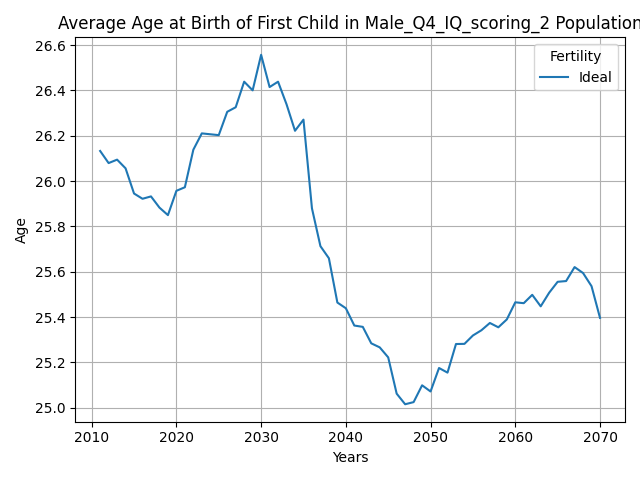 Average Age at Birth of First Child in Male_Q4_IQ_scoring_2 Population
26.6
26.4
26.2
26.0
25.8
25.6
25.4
25.2
25.0
Age
Fertility
Ideal
2010 2020 2030 2040 2050 2060 2070
Years